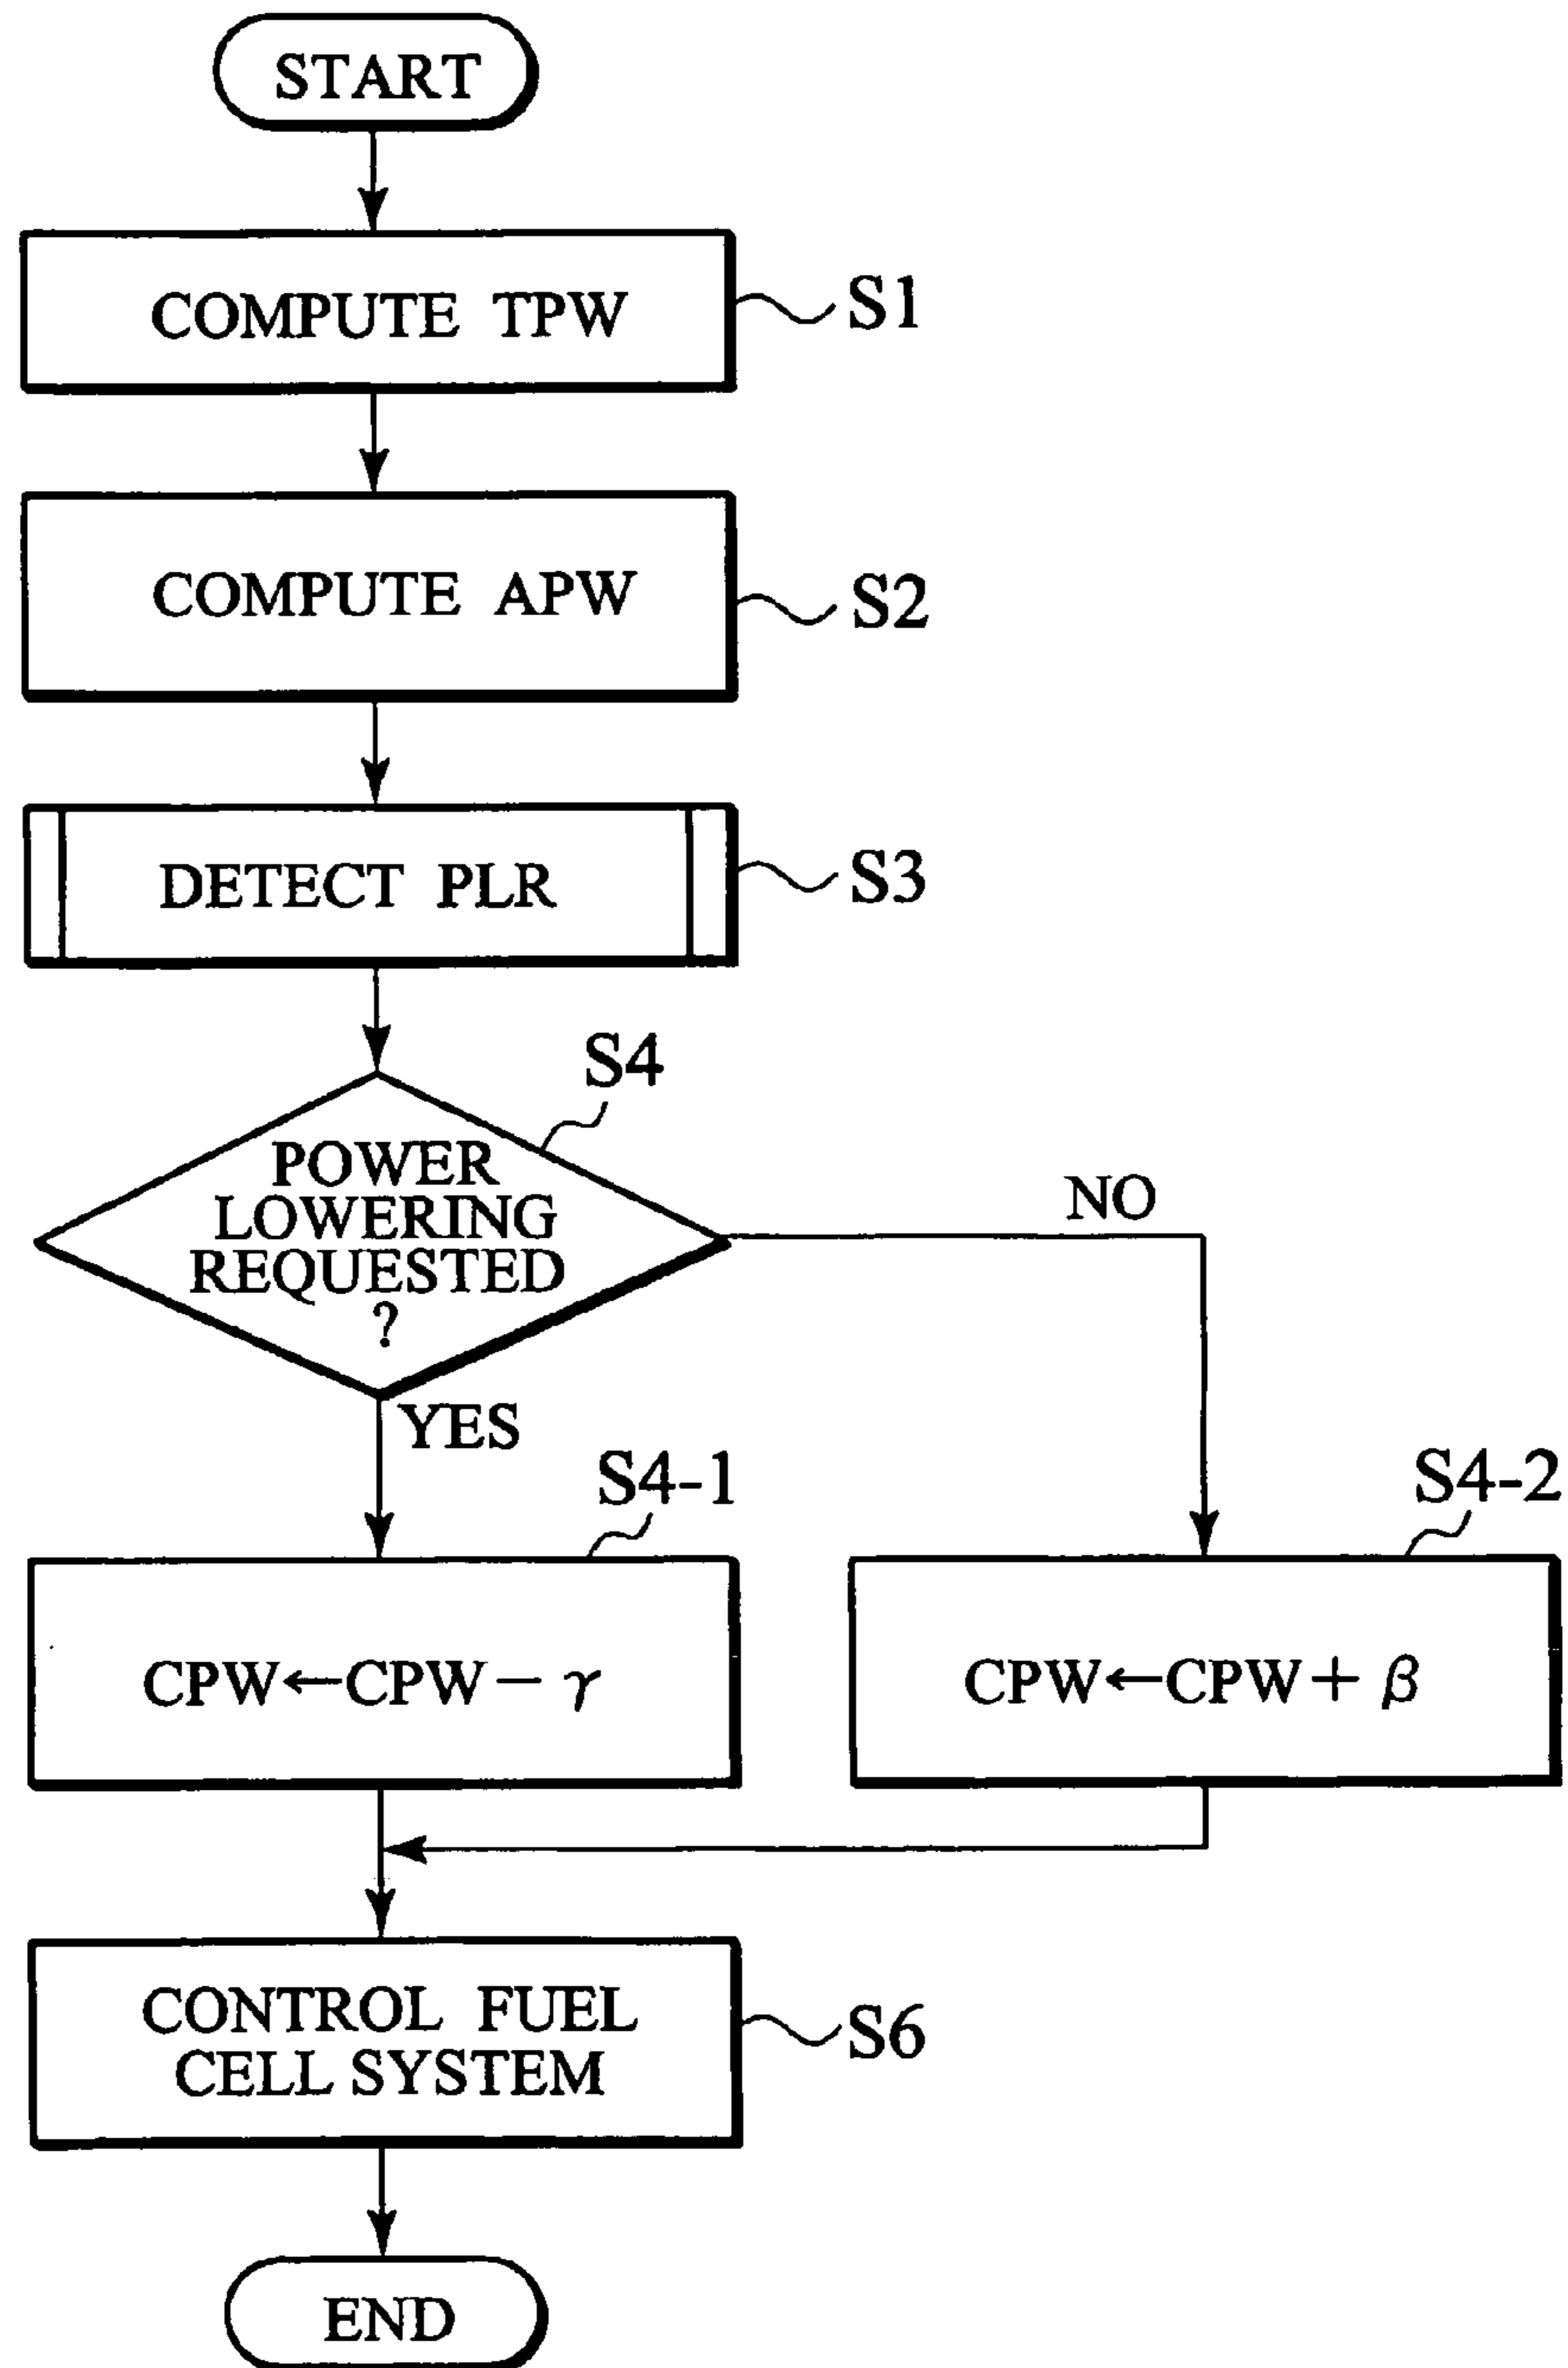 START
COMPUTE TPW
S1
COMPUTE APW
S2
DETECT PLR
S3
S4
POWER
LOWERING
REQUESTED
?
NO
YES
S4-1
S4-2
CPW←CPW− γ
CPW←CPW+ β
CONTROL FUEL
CELL SYSTEM
S6
END